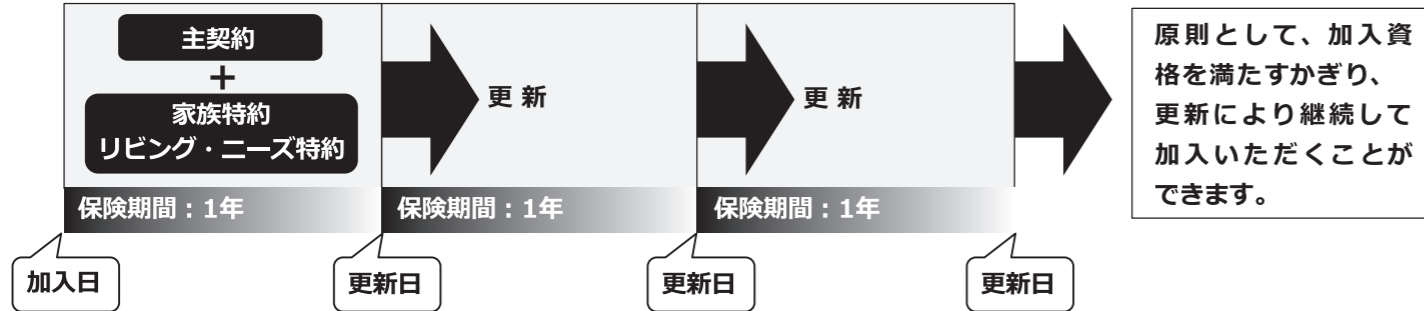 主契約
+
家族特約
リビング・ニーズ特約
更新
更新
原則として、加入資
格を満たすかぎり、
更新により継続して
加入いただくことが
できます。
保険期間：1年
保険期間：1年
保険期間：1年
加入日
更新日
更新日
更新日